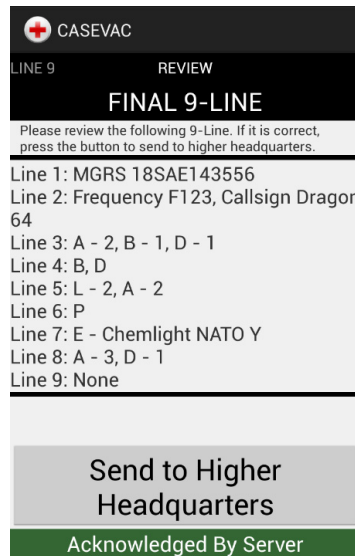 CASEVAC
LINE 9 REVIEW
FINAL 9-LINE
Please review the following 9-Line. If it is correct,
press the button to send to higher headquarters.
Line 1: MGRS 18SAE143556
Line 2: Frequency F123, Callsign Dragon
64
Line 3: A - 2, B - 1, D - 1
Line 4: B, D
Line 5: L - 2, A - 2
Line 6: P
Line 7: E - Chemlight NATO Y
Line 8: A - 3, D - 1
Line 9: None
Send to Higher
Headquarters
Acknowledged By Server